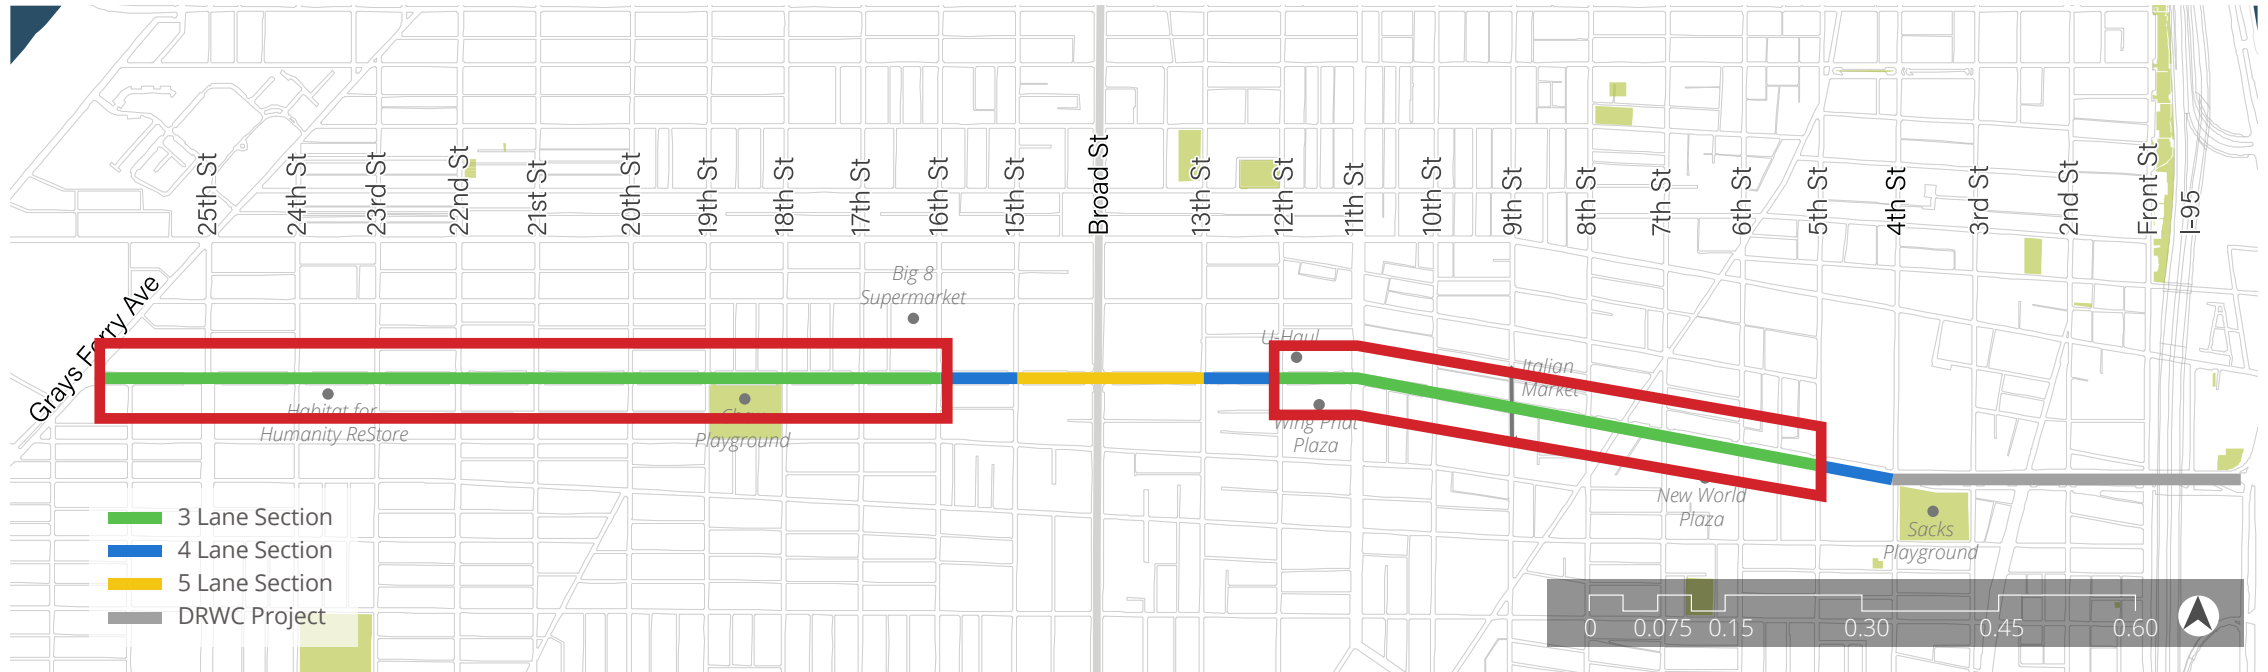 25th St
24th St
23rd St
22nd St
21st St
20th St
19th St
18th St
17th St
16th St
15th St
Broad St
13th St
12th St
11th St
10th St
9th St
8th St
7th St
6th St
5th St
4th St
3rd St
2nd St
Front St
I-95
Grays Ferry Ave
Big 8
Supermarket
U-Haul
Italian
Market
Habitat for
Humanity ReStore
Playground
Wing Phat
Plaza
New World
Plaza
Sacks
Playground
3 Lane Section
4 Lane Section
5 Lane Section
DRWC Project
0 0.075 0.15 0.30 0.45 0.60